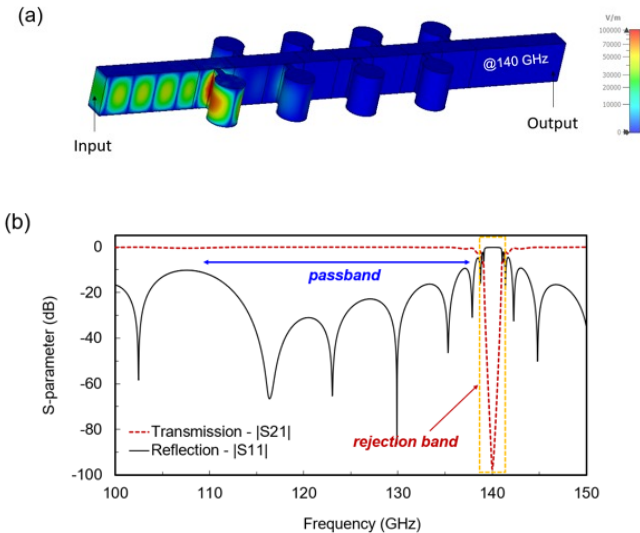 (a)
V/m
100000
70000
50000
30000
20000
10000
0
@140 GHz
Input
Output
(b)
0
-20
-40
-60
-80
-100
S-parameter (dB)
passband
rejection band
Transmission - |S21|
Reflection - |S11|
100 110 120 130 140 150
Frequency (GHz)